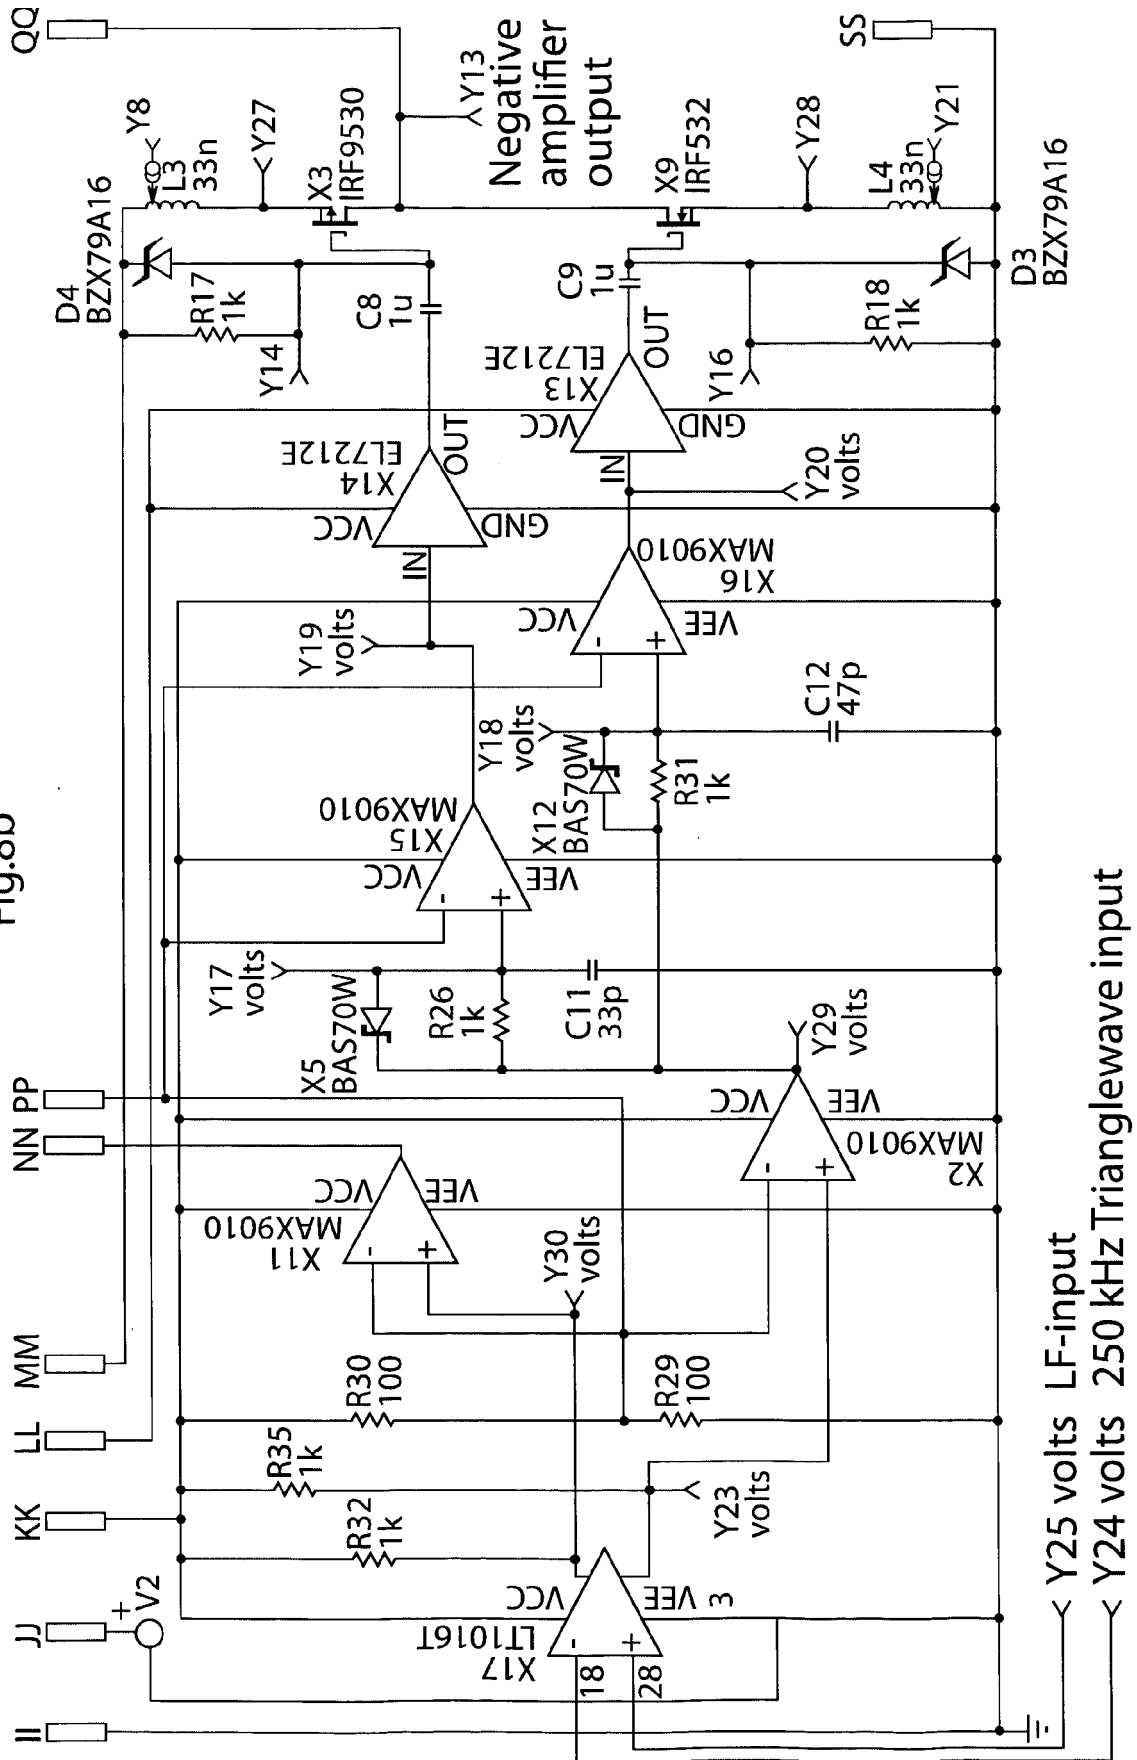 Fig.8b
II
JJ
KK
LL
MM
NN
PP
QQ
SS
+
V2
X17
LT1016T
VCC
VEE 3
18
28
-
+
R32
1k
R35
1k
R30
100
R29
100
Y23
volts
Y30
volts
X11
MAX9010
VCC
VEE
-
+
X2
MAX9010
VCC
VEE
-
+
Y29
volts
X5
BAS70W
R26
1k
C11
33p
Y17
volts
X15
MAX9010
VCC
VEE
-
+
X12
BAS70W
R31
1k
Y18
volts
C12
47p
X16
MAX9010
VCC
VEE
-
+
Y19
volts
Y20
volts
X14
EL7212E
VCC
GND
IN
OUT
X13
EL7212E
VCC
GND
IN
OUT
Y14
R17
1k
D4
BZX79A16
C8
1u
C9
1u
Y16
R18
1k
D3
BZX79A16
L3
33n
Y8
Y27
X3
IRF9530
Y13
Negative
amplifier
output
X9
IRF532
Y28
L4
33n
Y21
Y25 volts LF-input
Y24 volts 250 kHz Trianglewave input